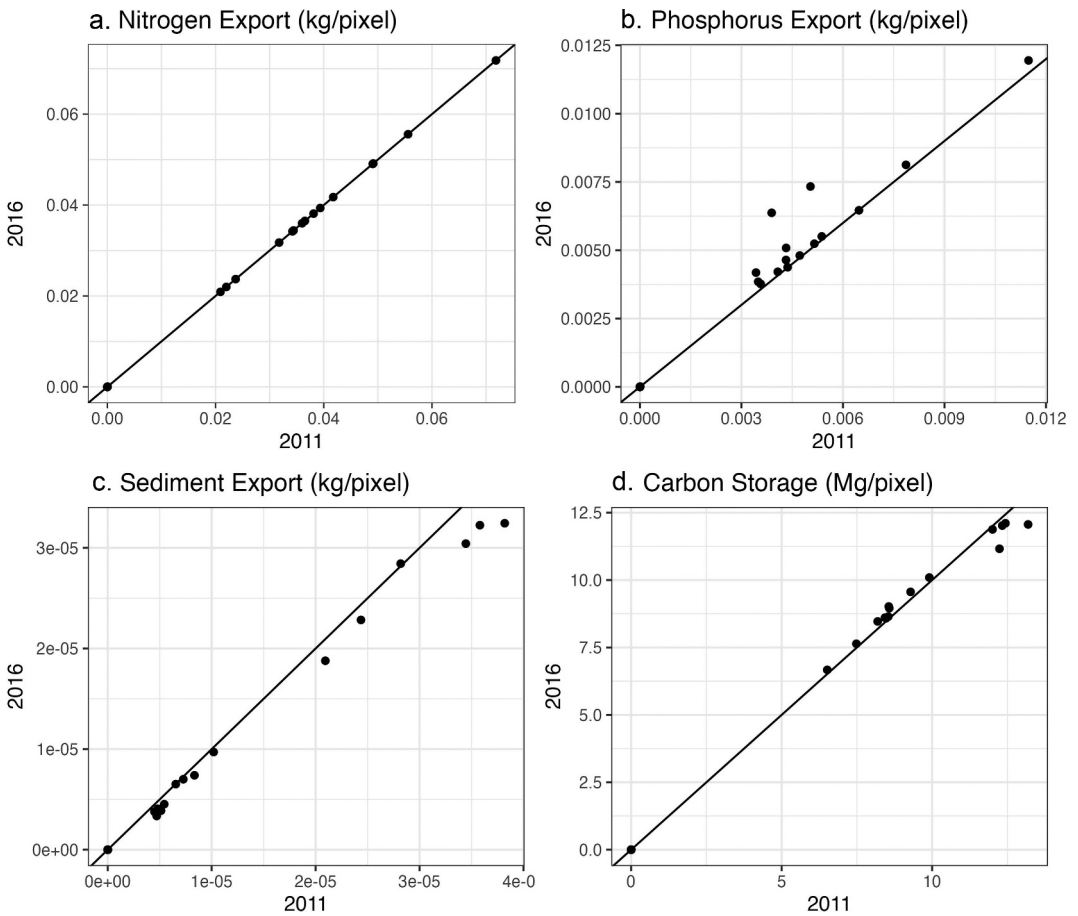 a. Nitrogen Export (kg/pixel)
0.06
0.04
0.02
0.00
2016
0.00 0.02 0.04 0.06
2011
b. Phosphorus Export (kg/pixel)
0.0125
0.0100
0.0075
0.0050
0.0025
0.0000
2016
0.000 0.003 0.006 0.009 0.012
2011
c. Sediment Export (kg/pixel)
3e-05
2e-05
1e-05
0e+00
2016
0e+00 1e-05 2e-05 3e-05 4e-0
2011
d. Carbon Storage (Mg/pixel)
12.5
10.0
7.5
5.0
2.5
0.0
2016
0 5 10
2011